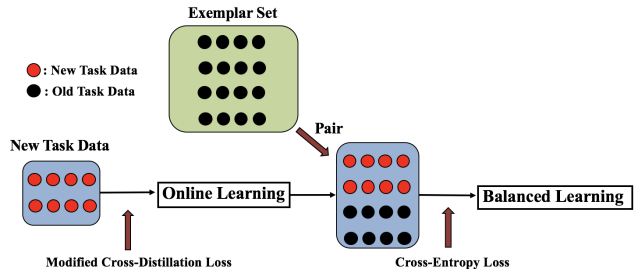 Exemplar Set
: New Task Data
: Old Task Data
Pair
New Task Data
Online Learning
Balanced Learning
Modified Cross-Distillation Loss
Cross-Entropy Loss